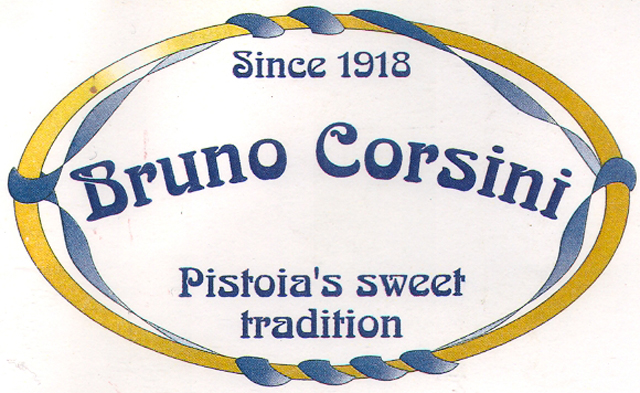 Since 1918
Bruno Corsini
Pistoia's sweet
tradition